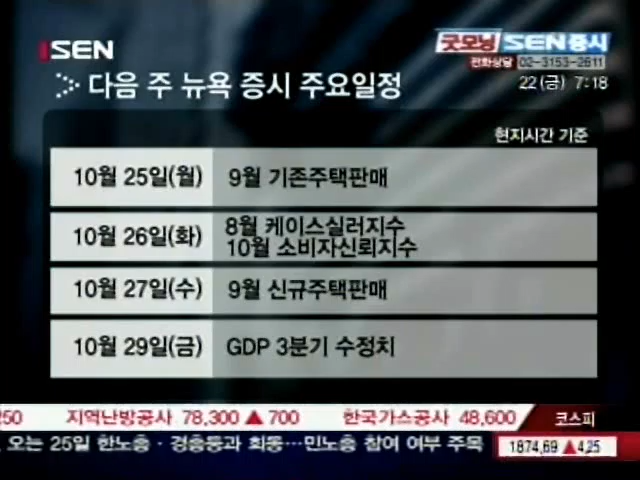 SEN
굿모닝 SEN증시
전화상담 02-3153-2611
22(금) 7:18
다음 주 뉴욕 증시 주요일정
현지시간 기준
10월 25일(월) 9월 기존주택판매
10월 26일(화) 8월 케이스실러지수
10월 소비자신뢰지수
10월 27일(수) 9월 신규주택판매
10월 29일(금) GDP 3분기 수정치
250 지역난방공사 78,300 ▲ 700 한국가스공사 48,600 코스피
오는 25일 한노총·경총등과 회동…민노총 참여 여부 주목 1874,69 ▲4,25